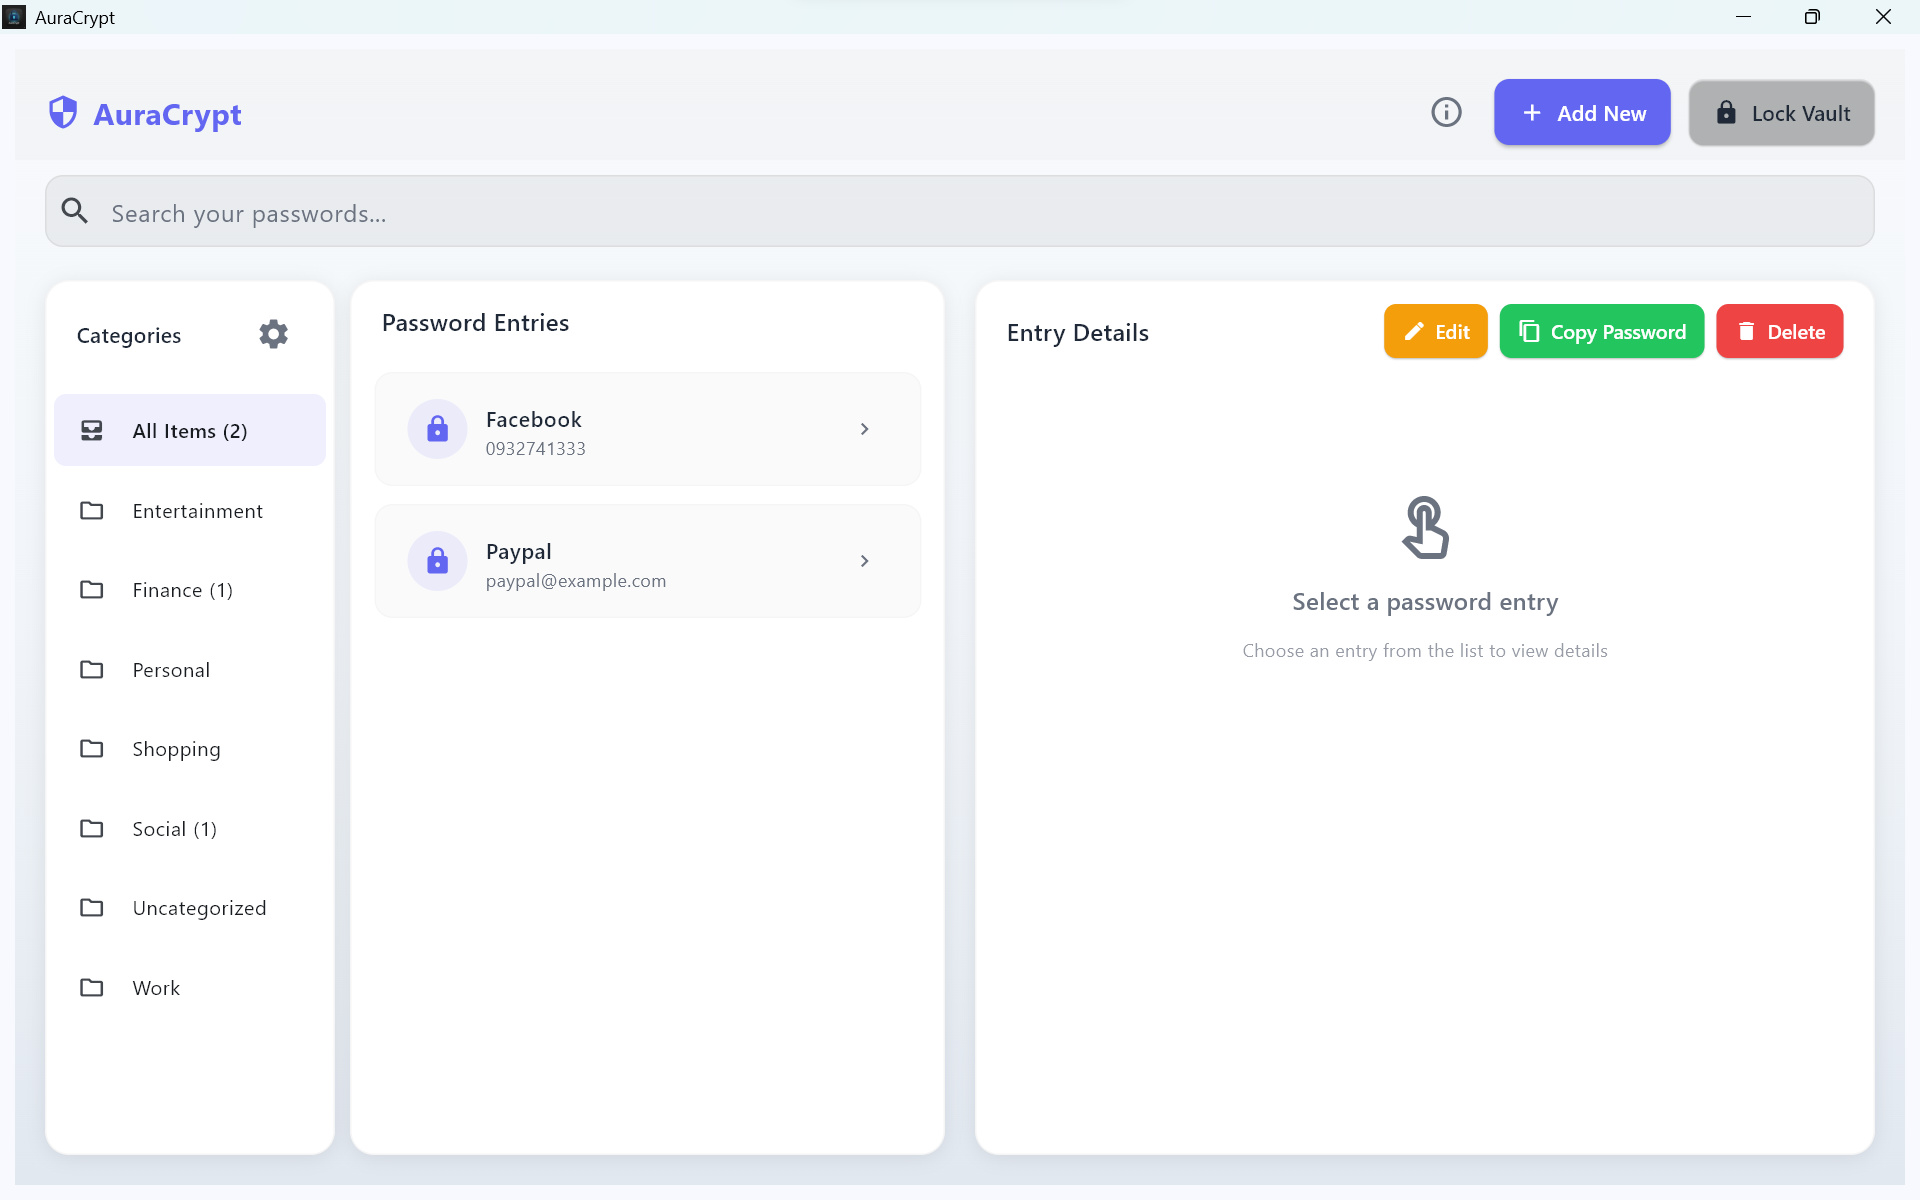 AuraCrypt
AuraCrypt
Add New
Lock Vault
Search your passwords...
Categories
All Items (2)
Entertainment
Finance (1)
Personal
Shopping
Social (1)
Uncategorized
Work
Password Entries
Facebook
0932741333
Paypal
paypal@example.com
Entry Details
Edit
Copy Password
Delete
Select a password entry
Choose an entry from the list to view details